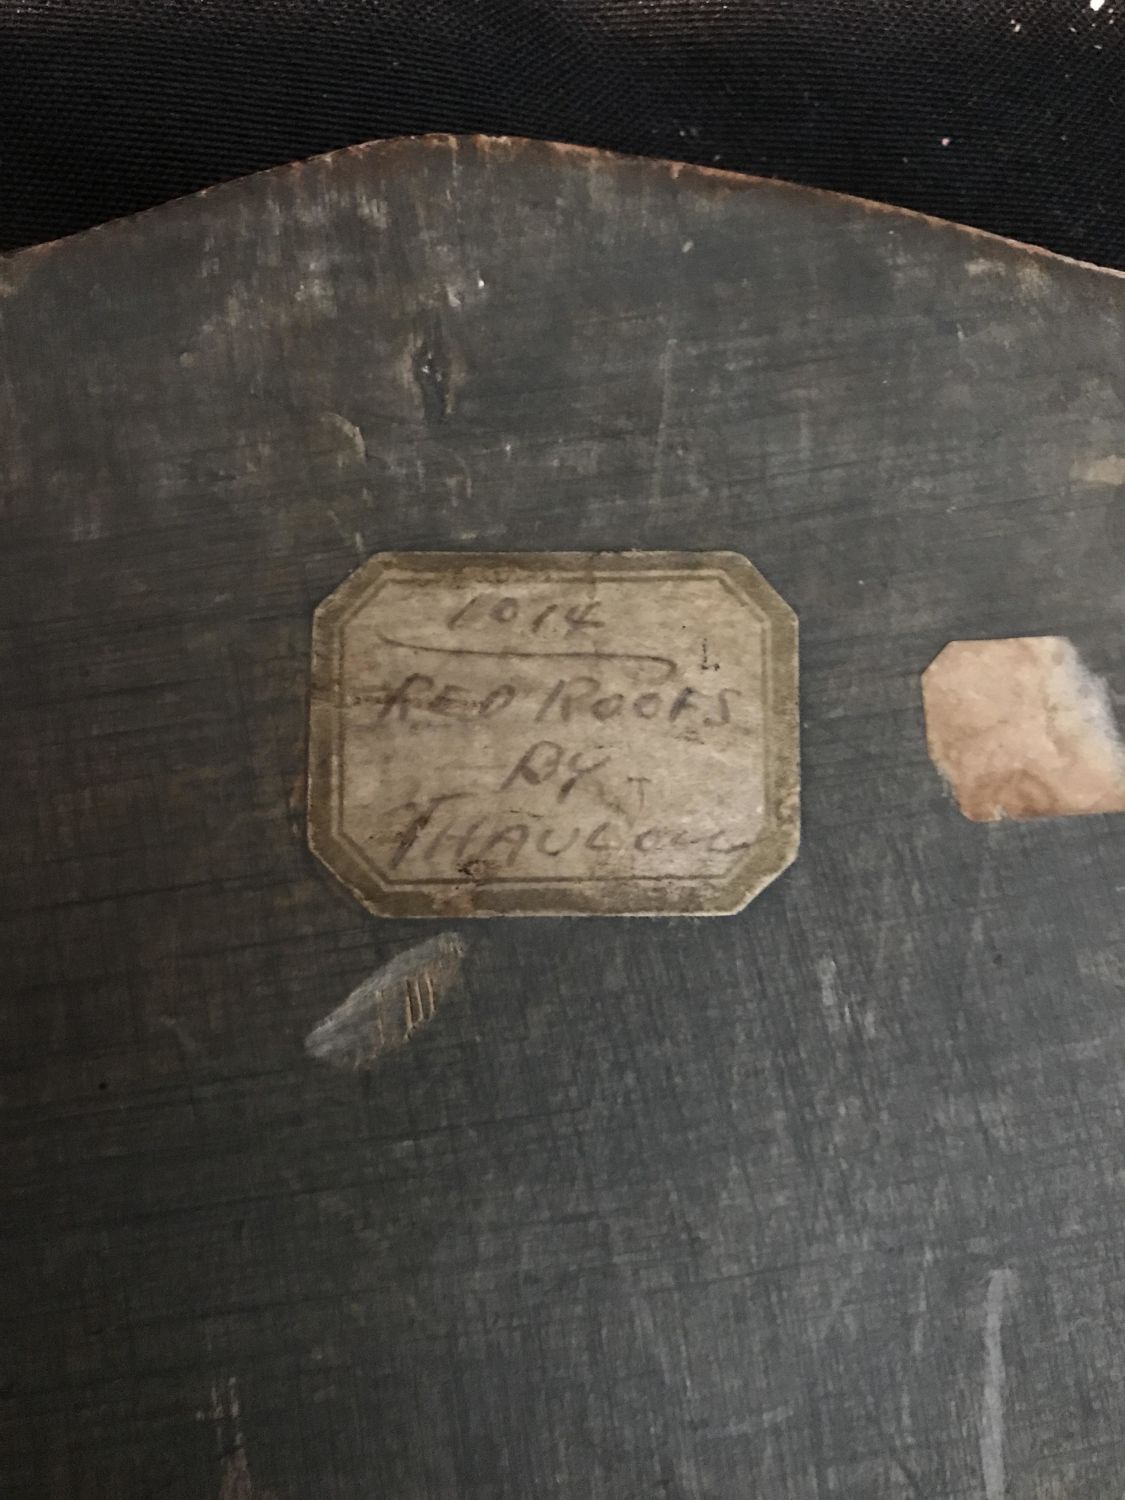 1014
RED ROOFS
BY
THAULOW